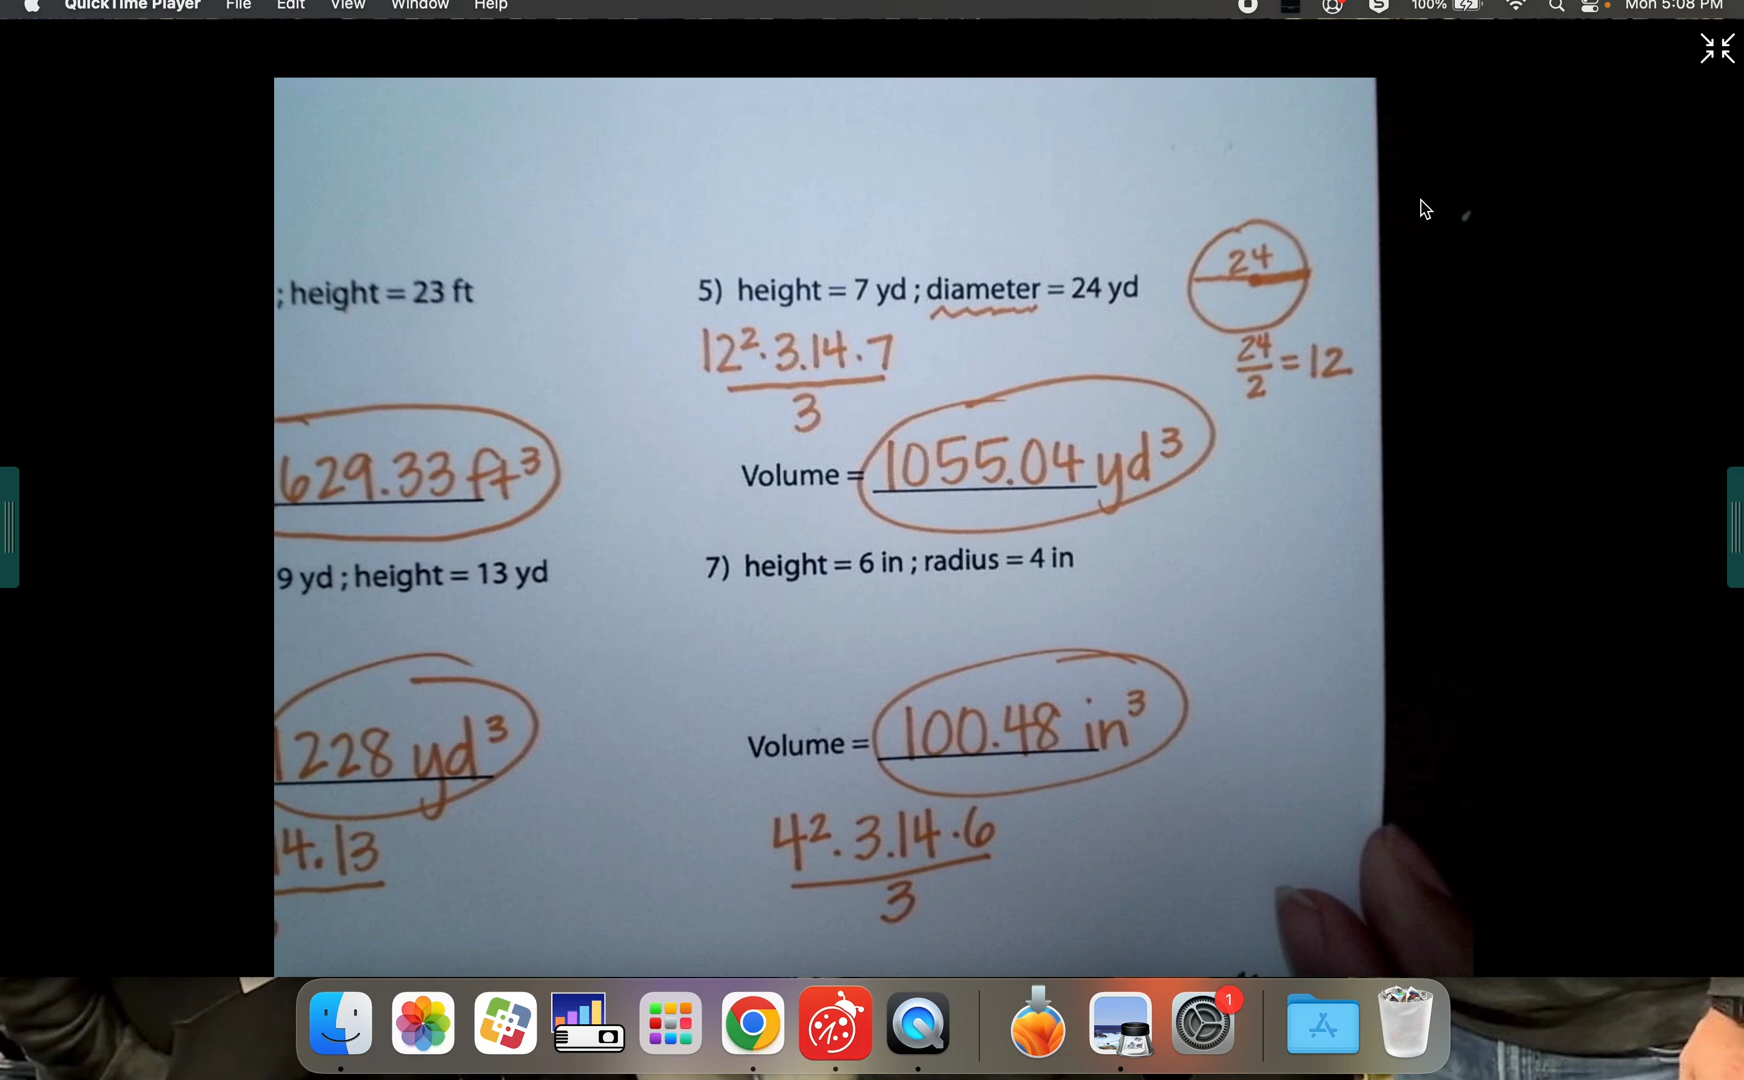 QuickTime Player File Edit View Window Help 100% Mon 5:08 PM
; height = 23 ft
629.33 ft³
9 yd ; height = 13 yd
1228 yd³
4.13
5) height = 7 yd ; diameter = 24 yd
12².3.14.7
3
Volume = 1055.04 yd³
24
24
2
= 12
7) height = 6 in ; radius = 4 in
Volume = 100.48 in³
4².3.14.6
3
1